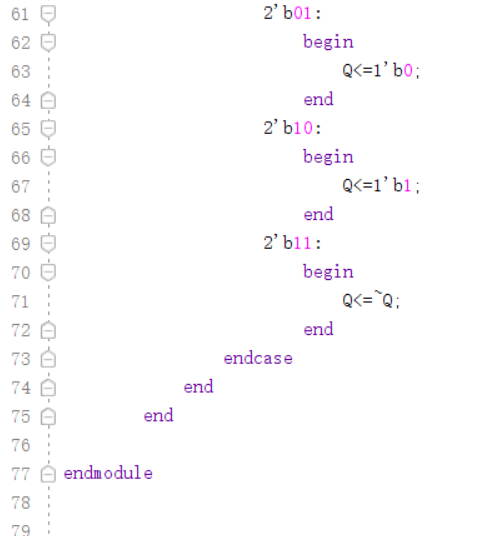 61 2'b01:
62 begin
63 Q<=1'b0;
64 end
65 2'b10:
66 begin
67 Q<=1'b1;
68 end
69 2'b11:
70 begin
71 Q<=~Q;
72 end
73 endcase
74 end
75 end
76
77 endmodule
78
79